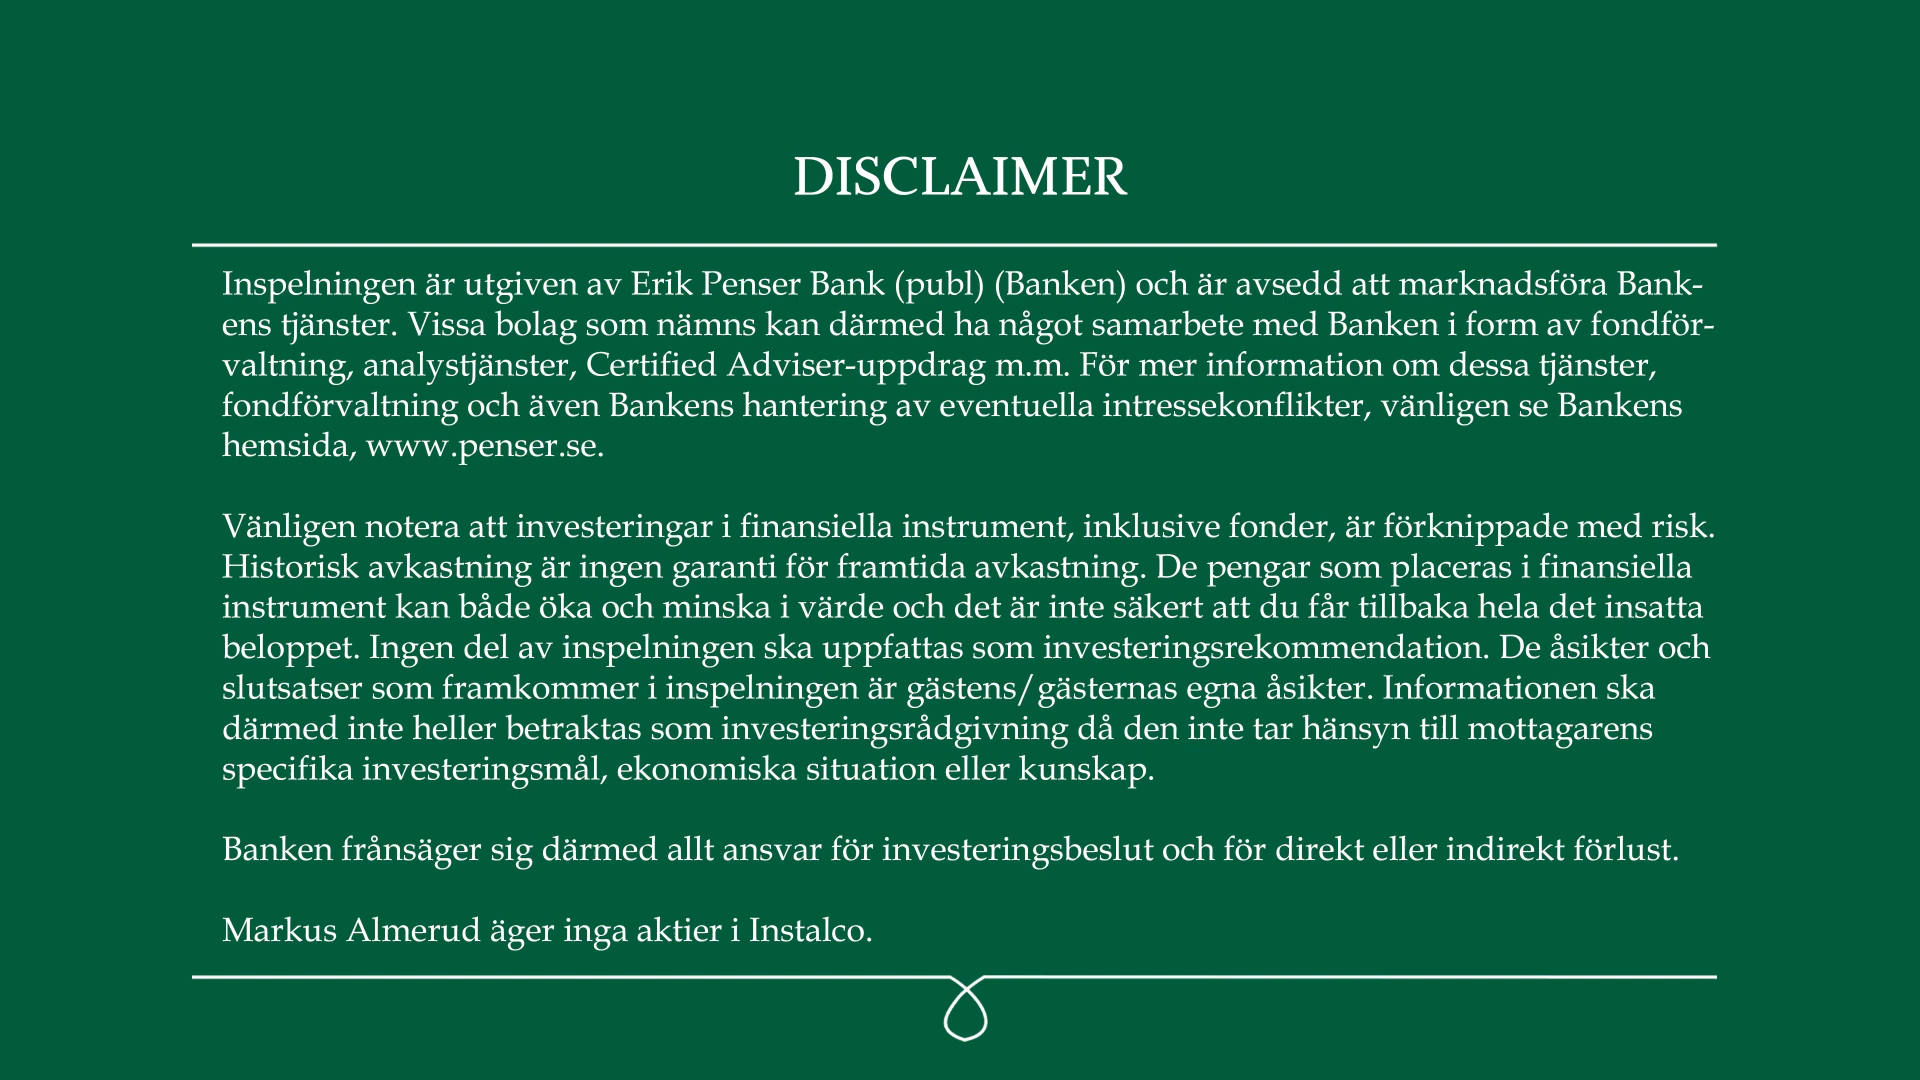 DISCLAIMER
Inspelningen är utgiven av Erik Penser Bank (publ) (Banken) och är avsedd att marknadsföra Bank-
ens tjänster. Vissa bolag som nämns kan därmed ha något samarbete med Banken i form av fondför-
valtning, analystjänster, Certified Adviser-uppdrag m.m. För mer information om dessa tjänster,
fondförvaltning och även Bankens hantering av eventuella intressekonflikter, vänligen se Bankens
hemsida, www.penser.se.
Vänligen notera att investeringar i finansiella instrument, inklusive fonder, är förknippade med risk.
Historisk avkastning är ingen garanti för framtida avkastning. De pengar som placeras i finansiella
instrument kan både öka och minska i värde och det är inte säkert att du får tillbaka hela det insatta
beloppet. Ingen del av inspelningen ska uppfattas som investeringsrekommendation. De åsikter och
slutsatser som framkommer i inspelningen är gästens/gästernas egna åsikter. Informationen ska
därmed inte heller betraktas som investeringsrådgivning då den inte tar hänsyn till mottagarens
specifika investeringsmål, ekonomiska situation eller kunskap.
Banken frånsäger sig därmed allt ansvar för investeringsbeslut och för direkt eller indirekt förlust.
Markus Almerud äger inga aktier i Instalco.